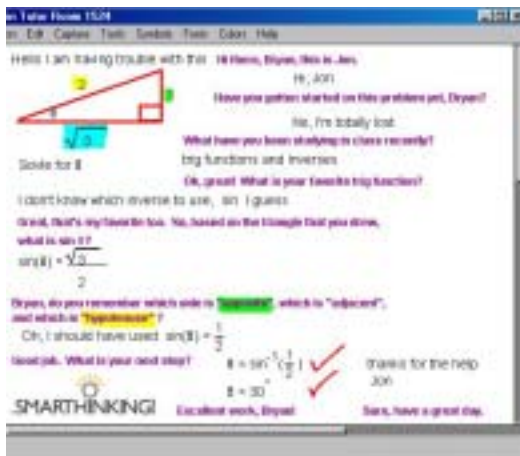 Tutor Room 1524
Edit Capture Tools Symbols Fonts Colors Help
Hello I am having trouble with this Hi there, Bryan, this is Jon.
Hi, Jon
2
Have you gotten started on this problem yet, Bryan?
θ
No, I'm totally lost
√3
What have you been studying in class recently?
Solve for θ
trig functions and inverses
Ok, great! What is your favorite trig function?
I don't know which inverse to use, sin I guess
Great, that's my favorite too. So, based on the triangle that you drew,
what is sin θ?
sin(θ) = √3
2
Bryan, do you remember which side is "opposite", which is "adjacent",
and which is "hypotenuse" ?
Oh, I should have used sin(θ) = 1/2
Good job. What is your next step?
θ = sin⁻¹(1/2)
thanks for the help
Jon
θ = 30°
SMARTHINKING!
Excellent work, Bryan!
Sure, have a great day.